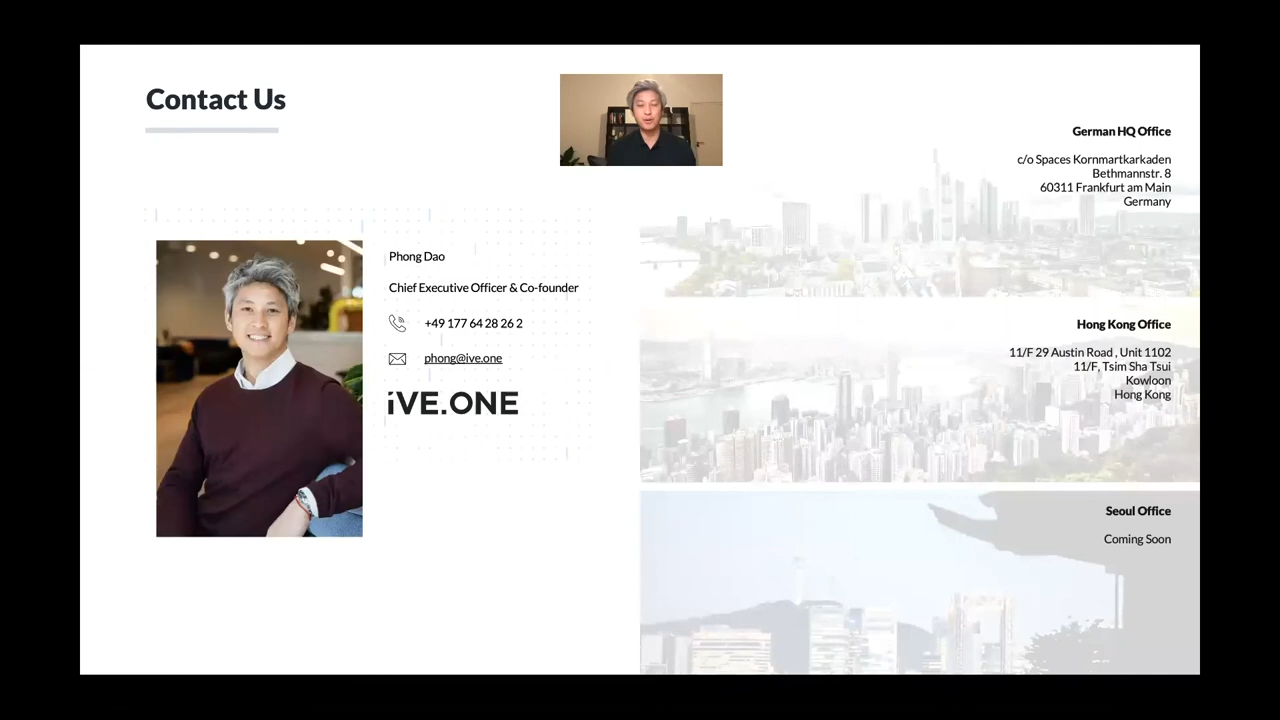 Contact Us
Phong Dao
Chief Executive Officer & Co-founder
+49 177 64 28 26 2
phong@ive.one
iVE.ONE
German HQ Office
c/o Spaces Kornmarktarkaden
Bethmannstr. 8
60311 Frankfurt am Main
Germany
Hong Kong Office
11/F 29 Austin Road , Unit 1102
11/F, Tsim Sha Tsui
Kowloon
Hong Kong
Seoul Office
Coming Soon